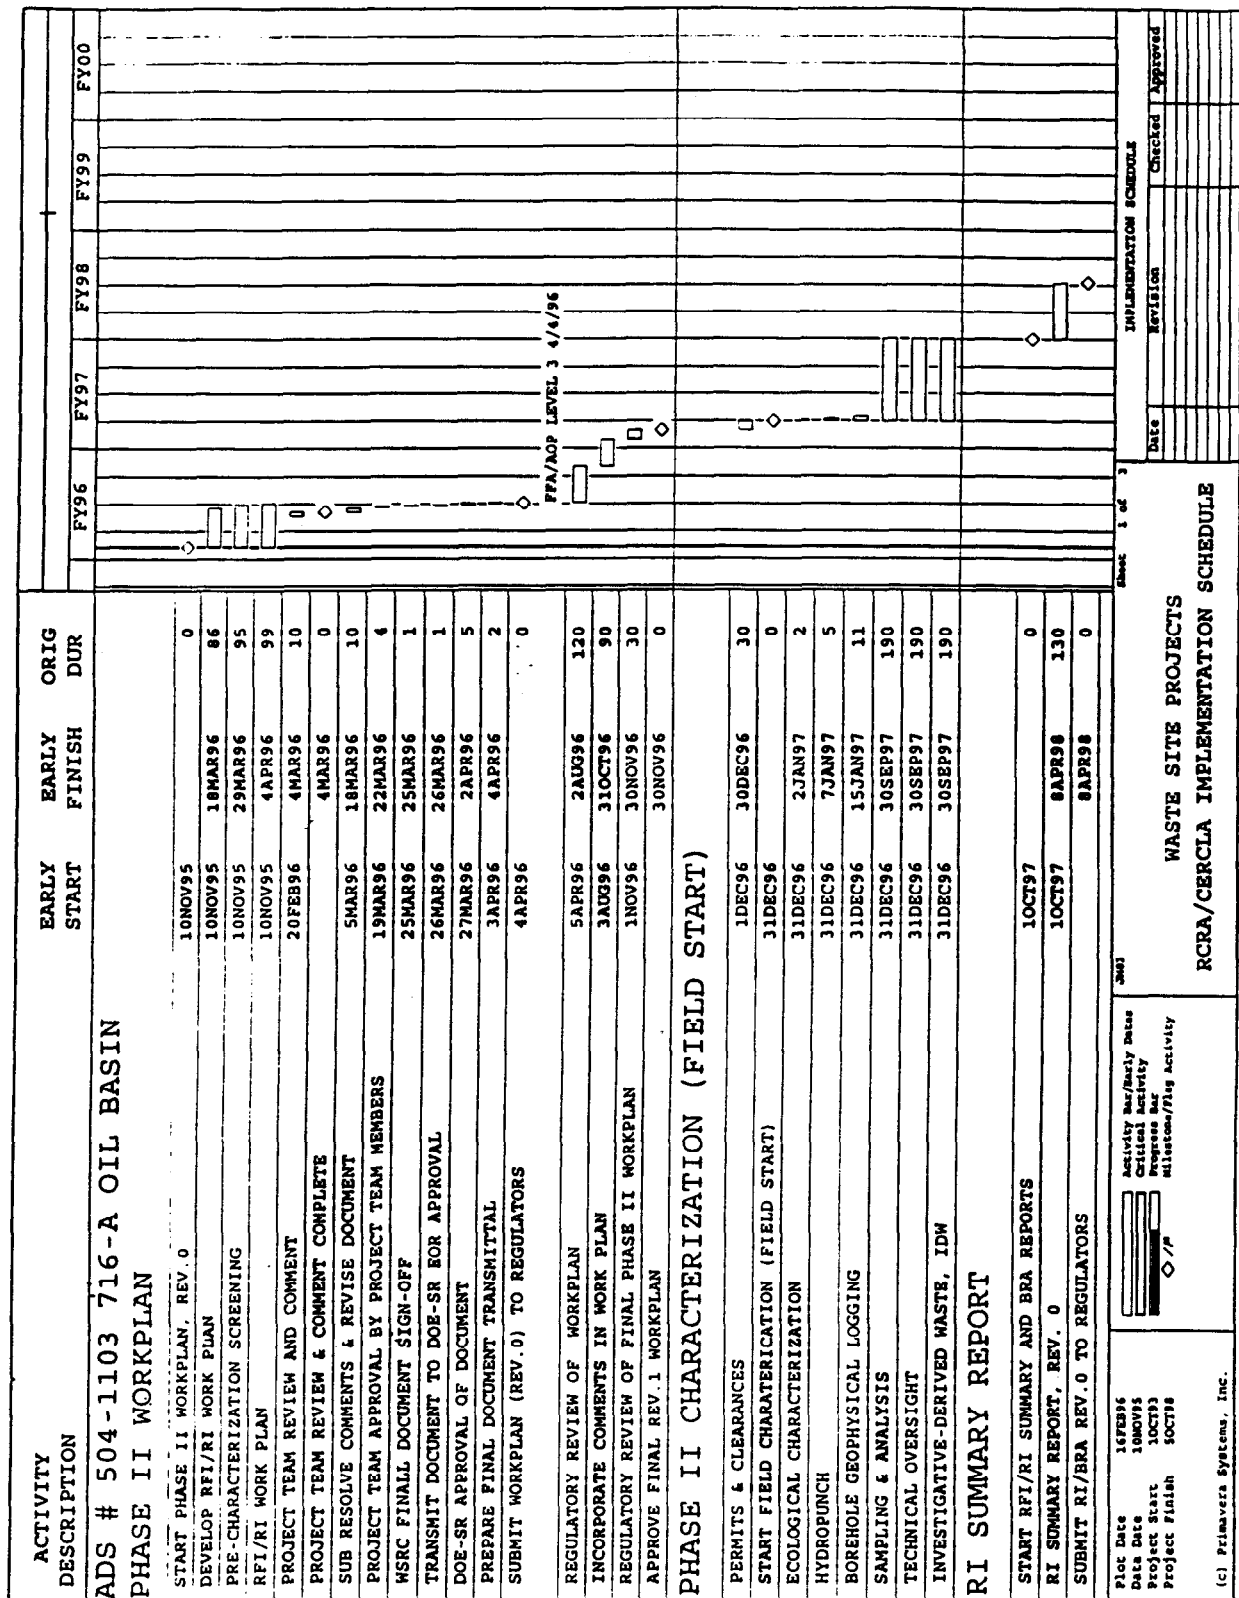 ACTIVITY DESCRIPTION EARLY START EARLY FINISH ORIG DUR FY96 FY97 FY98 FY99 FY00
ADS # 504-1103 716-A OIL BASIN
PHASE II WORKPLAN
START PHASE II WORKPLAN, REV.0 10NOV95 0
DEVELOP RFI/RI WORK PLAN 10NOV95 18MAR96 86
PRE-CHARACTERIZATION SCREENING 10NOV95 29MAR96 95
RFI/RI WORK PLAN 10NOV95 4APR96 99
PROJECT TEAM REVIEW AND COMMENT 20FEB96 4MAR96 10
PROJECT TEAM REVIEW & COMMENT COMPLETE 4MAR96 0
SUB RESOLVE COMMENTS & REVISE DOCUMENT 5MAR96 18MAR96 10
PROJECT TEAM APPROVAL BY PROJECT TEAM MEMBERS 19MAR96 22MAR96 4
WSRC FINALL DOCUMENT SIGN-OFF 25MAR96 25MAR96 1
TRANSMIT DOCUMENT TO DOE-SR EOR APPROVAL 26MAR96 26MAR96 1
DOE-SR APPROVAL OF DOCUMENT 27MAR96 2APR96 5
PREPARE FINAL DOCUMENT TRANSMITTAL 3APR96 4APR96 2
SUBMIT WORKPLAN (REV.0) TO REGULATORS 4APR96 0
FFA/AOP LEVEL 3 4/4/96
REGULATORY REVIEW OF WORKPLAN 5APR96 2AUG96 120
INCORPORATE COMMENTS IN WORK PLAN 3AUG96 31OCT96 90
REGULATORY REVIEW OF FINAL PHASE II WORKPLAN 1NOV96 30NOV96 30
APPROVE FINAL REV.1 WORKPLAN 30NOV96 0
PHASE II CHARACTERIZATION (FIELD START)
PERMITS & CLEARANCES 1DEC96 30DEC96 30
START FIELD CHARATERICATION (FIELD START) 31DEC96 0
ECOLOGICAL CHARACTERIZATION 31DEC96 2JAN97 2
HYDROPUNCH 31DEC96 7JAN97 5
BOREHOLE GEOPHYSICAL LOGGING 31DEC96 15JAN97 11
SAMPLING & ANALYSIS 31DEC96 30SEP97 190
TECHNICAL OVERSIGHT 31DEC96 30SEP97 190
INVESTIGATIVE-DERIVED WASTE, IDW 31DEC96 30SEP97 190
RI SUMMARY REPORT
START RFI/RI SUMMARY AND BRA REPORTS 1OCT97 0
RI SUMMARY REPORT, REV. 0 1OCT97 8APR98 130
SUBMIT RI/BRA REV.0 TO REGULATORS 8APR98 0
Plot Date 16FEB96
Data Date 10NOV95
Project Start 1OCT93
Project Finish 5OCT98
(c) Primavera Systems, Inc.
Activity Bar/Early Dates
Critical Activity
Progress Bar
Milestone/Flag Activity
Sheet 1 of 3
WASTE SITE PROJECTS
RCRA/CERCLA IMPLEMENTATION SCHEDULE
IMPLEMENTATION SCHEDULE
Date Revision Checked Approved